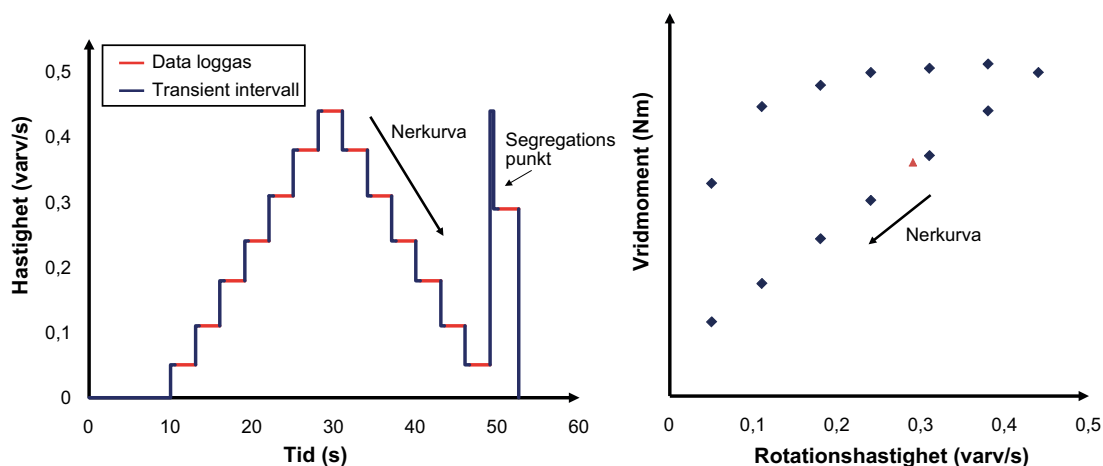 Data loggas
Transient intervall
Nerkurva
Segregations
punkt
Hastighet (varv/s)
0,5
0,4
0,3
0,2
0,1
0
0
10
20
30
40
50
60
Tid (s)
Vridmoment (Nm)
Nerkurva
0
0,1
0,2
0,3
0,4
0,5
Rotationshastighet (varv/s)